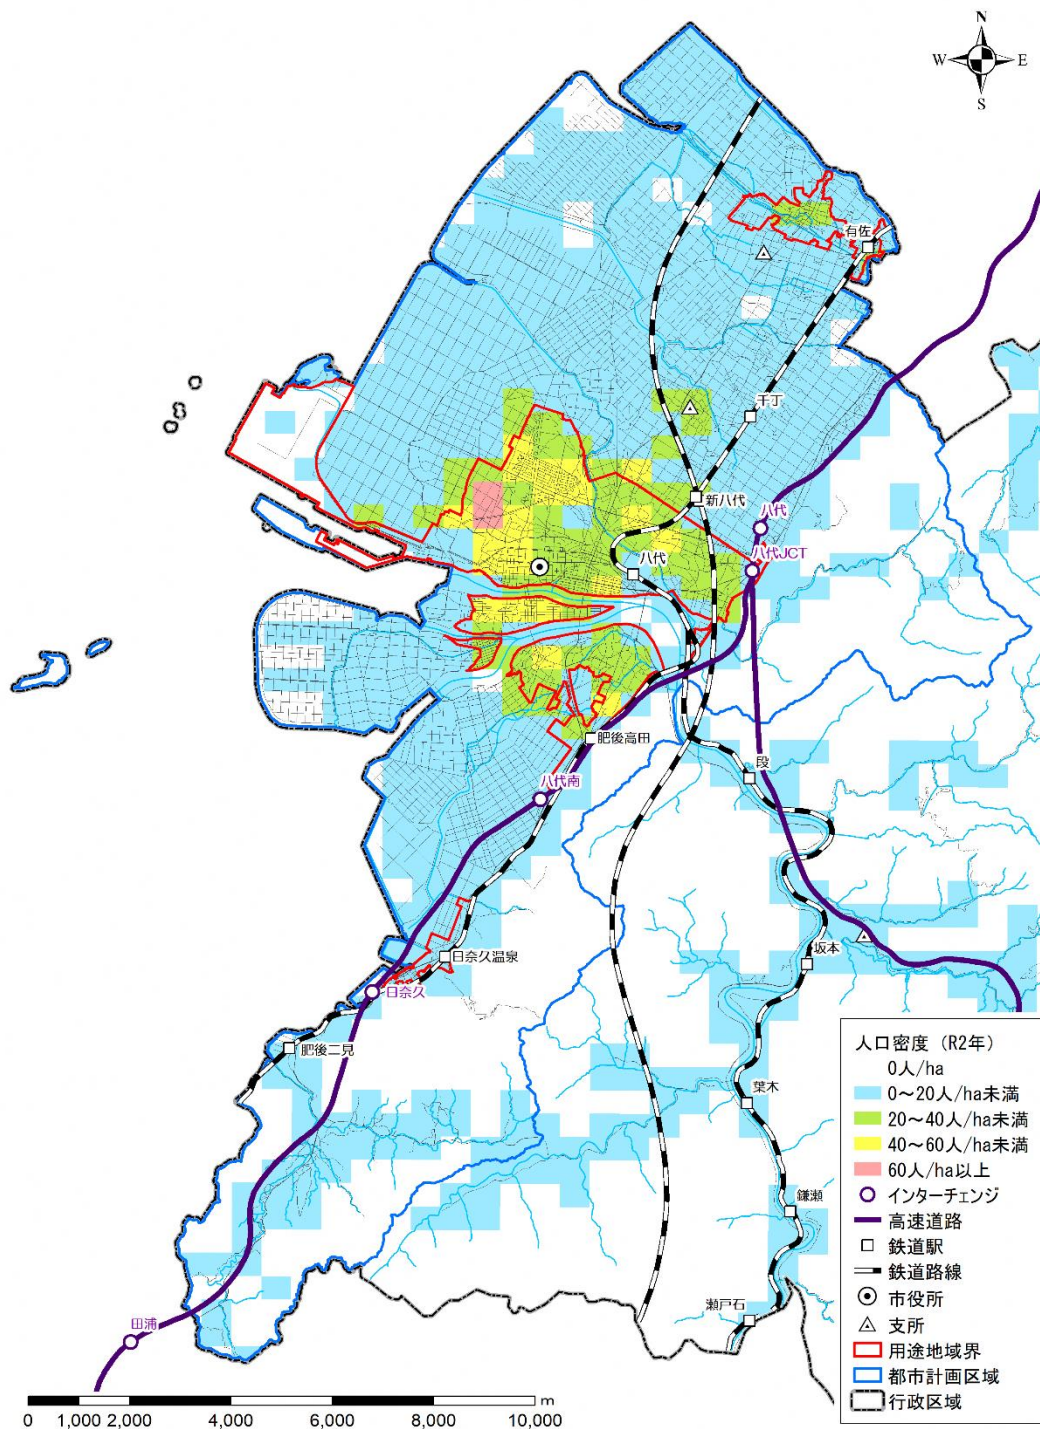 N
W E
S
有佐
千丁
新八代
八代
八代JCT
八代
肥後高田
段
八代南
坂本
日奈久温泉
日奈久
肥後二見
葉木
鎌瀬
瀬戸石
田浦
人口密度（R2年）
0人/ha
0～20人/ha未満
20～40人/ha未満
40～60人/ha未満
60人/ha以上
インターチェンジ
高速道路
鉄道駅
鉄道路線
市役所
支所
用途地域界
都市計画区域
行政区域
m
0 1,000 2,000 4,000 6,000 8,000 10,000